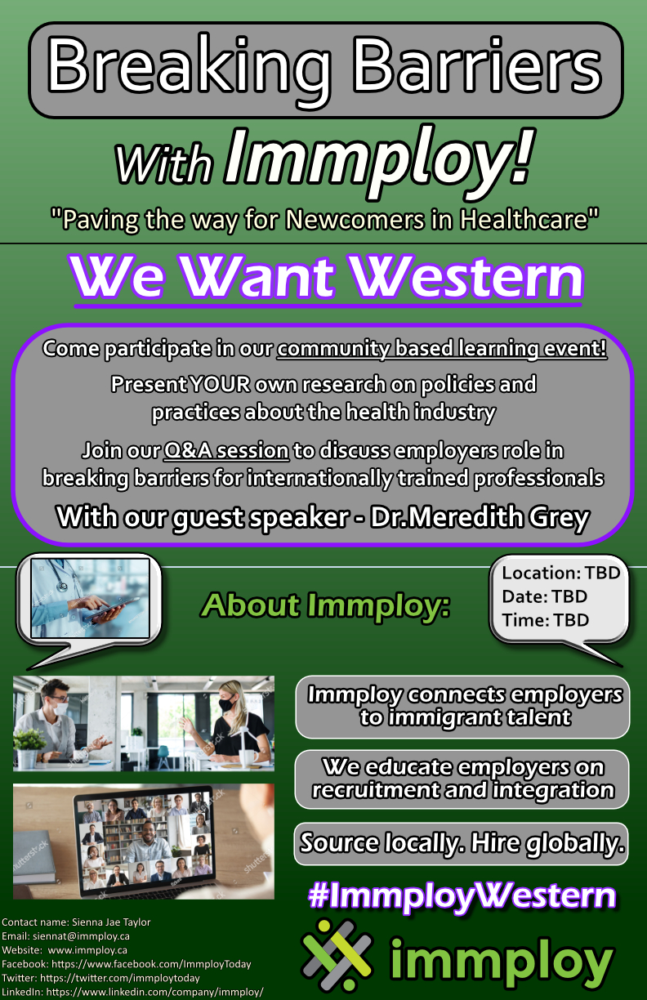 Breaking Barriers
With Immploy!
"Paving the way for Newcomers in Healthcare"
We Want Western
Come participate in our community based learning event!
Present YOUR own research on policies and
practices about the health industry
Join our Q&A session to discuss employers role in
breaking barriers for internationally trained professionals
With our guest speaker - Dr.Meredith Grey
About Immploy:
Location: TBD
Date: TBD
Time: TBD
Immploy connects employers
to immigrant talent
We educate employers on
recruitment and integration
Source locally. Hire globally.
#ImmployWestern
shutterstock
Contact name: Sienna Jae Taylor
Email: siennat@immploy.ca
Website: www.immploy.ca
Facebook: https://www.facebook.com/ImmployToday
Twitter: https://twitter.com/immploytoday
LinkedIn: https://www.linkedin.com/company/immploy/
immploy